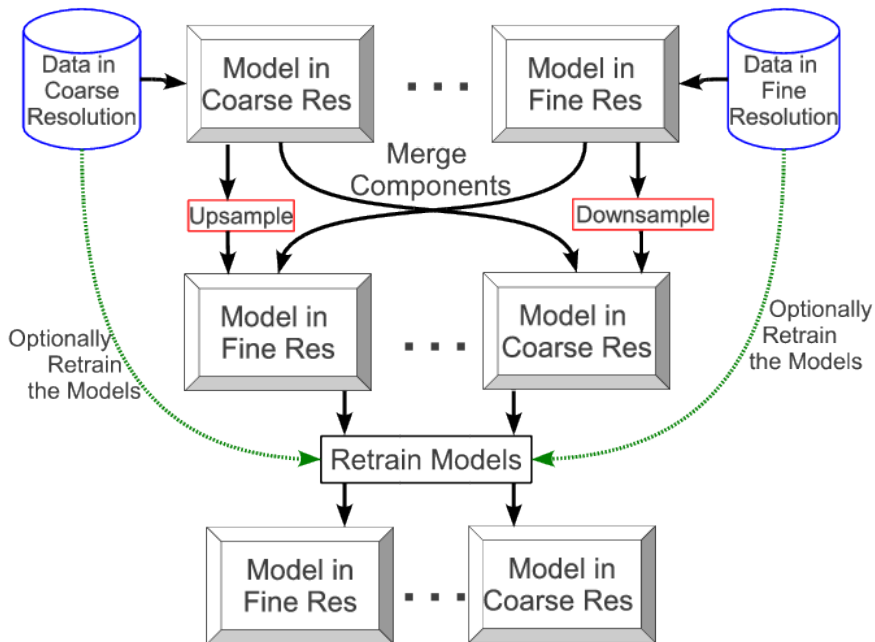 Data in
Coarse
Resolution
Model in
Coarse Res
Model in
Fine Res
Data in
Fine
Resolution
Merge
Components
Upsample
Downsample
Model in
Fine Res
Model in
Coarse Res
Optionally
Retrain
the Models
Optionally
Retrain
the Models
Retrain Models
Model in
Fine Res
Model in
Coarse Res